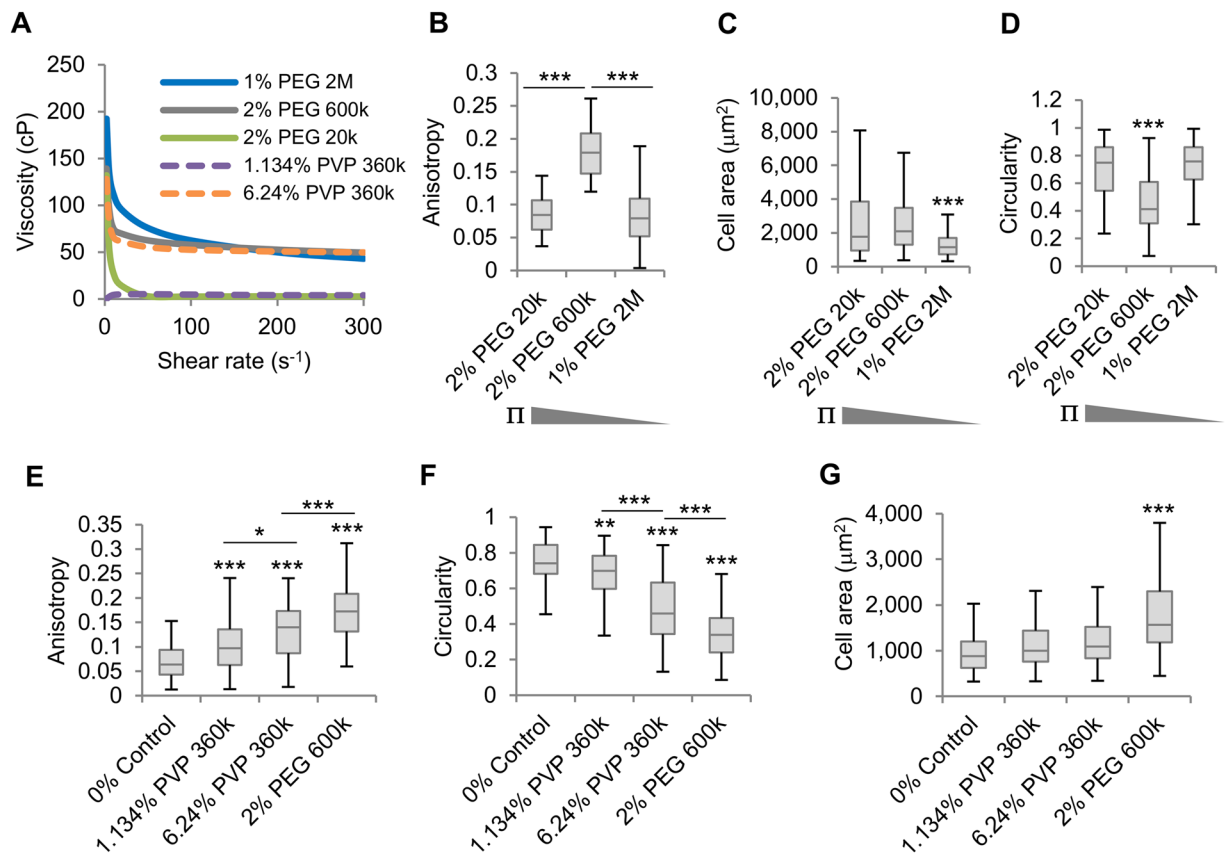 A
250
200
150
100
50
0
Viscosity (cP)
0 100 200 300
Shear rate (s⁻¹)
1% PEG 2M
2% PEG 600k
2% PEG 20k
1.134% PVP 360k
6.24% PVP 360k
B
*** ***
0.3
0.25
0.2
0.15
0.1
0.05
0
Anisotropy
2% PEG 20k
2% PEG 600k
1% PEG 2M
Π
C
10,000
8,000
6,000
4,000
2,000
0
Cell area (μm²)
***
2% PEG 20k
2% PEG 600k
1% PEG 2M
Π
D
1.2
1
0.8
0.6
0.4
0.2
0
Circularity
***
2% PEG 20k
2% PEG 600k
1% PEG 2M
Π
E
0.35
0.3
0.25
0.2
0.15
0.1
0.05
0
Anisotropy
***
* ***
*** ***
0% Control
1.134% PVP 360k
6.24% PVP 360k
2% PEG 600k
F
1
0.8
0.6
0.4
0.2
0
Circularity
*** ***
** ***
***
0% Control
1.134% PVP 360k
6.24% PVP 360k
2% PEG 600k
G
4,000
3,000
2,000
1,000
0
Cell area (μm²)
***
0% Control
1.134% PVP 360k
6.24% PVP 360k
2% PEG 600k